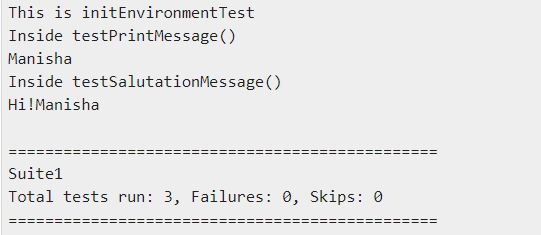 This is initEnvironmentTest
Inside testPrintMessage()
Manisha
Inside testSalutationMessage()
Hi!Manisha
===============================================
Suite1
Total tests run: 3, Failures: 0, Skips: 0
===============================================